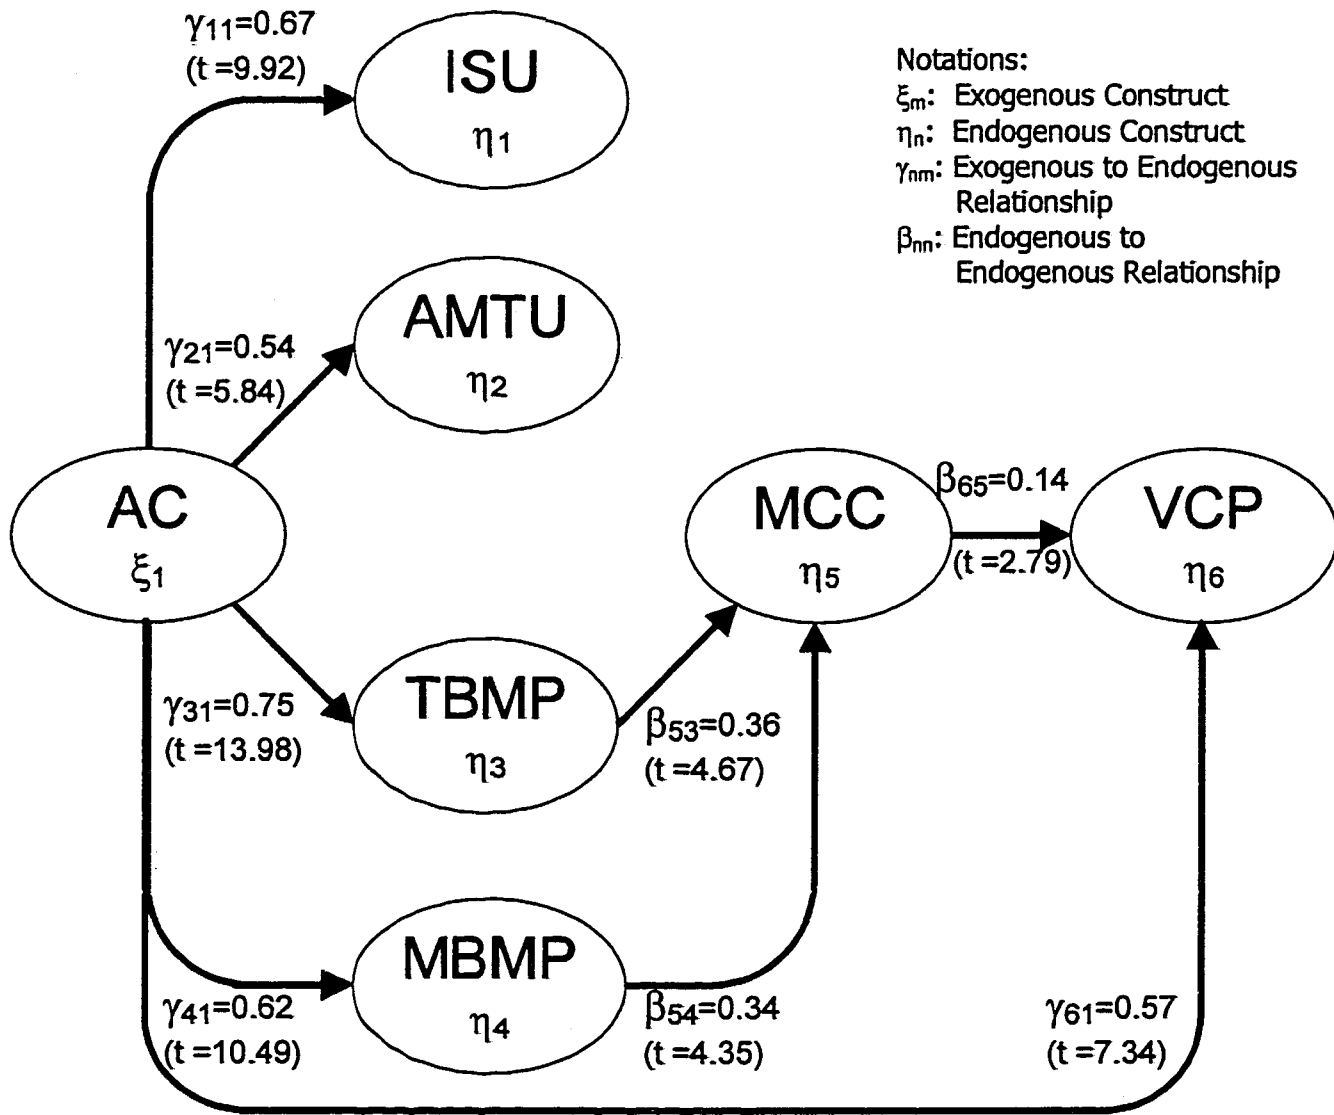 γ11=0.67
(t =9.92)
ISU
η1
Notations:
ξm: Exogenous Construct
ηn: Endogenous Construct
γnm: Exogenous to Endogenous
Relationship
βnn: Endogenous to
Endogenous Relationship
γ21=0.54
(t =5.84)
AMTU
η2
AC
ξ1
MCC
η5
β65=0.14
(t =2.79)
VCP
η6
γ31=0.75
(t =13.98)
TBMP
η3
β53=0.36
(t =4.67)
γ41=0.62
(t =10.49)
MBMP
η4
β54=0.34
(t =4.35)
γ61=0.57
(t=7.34)